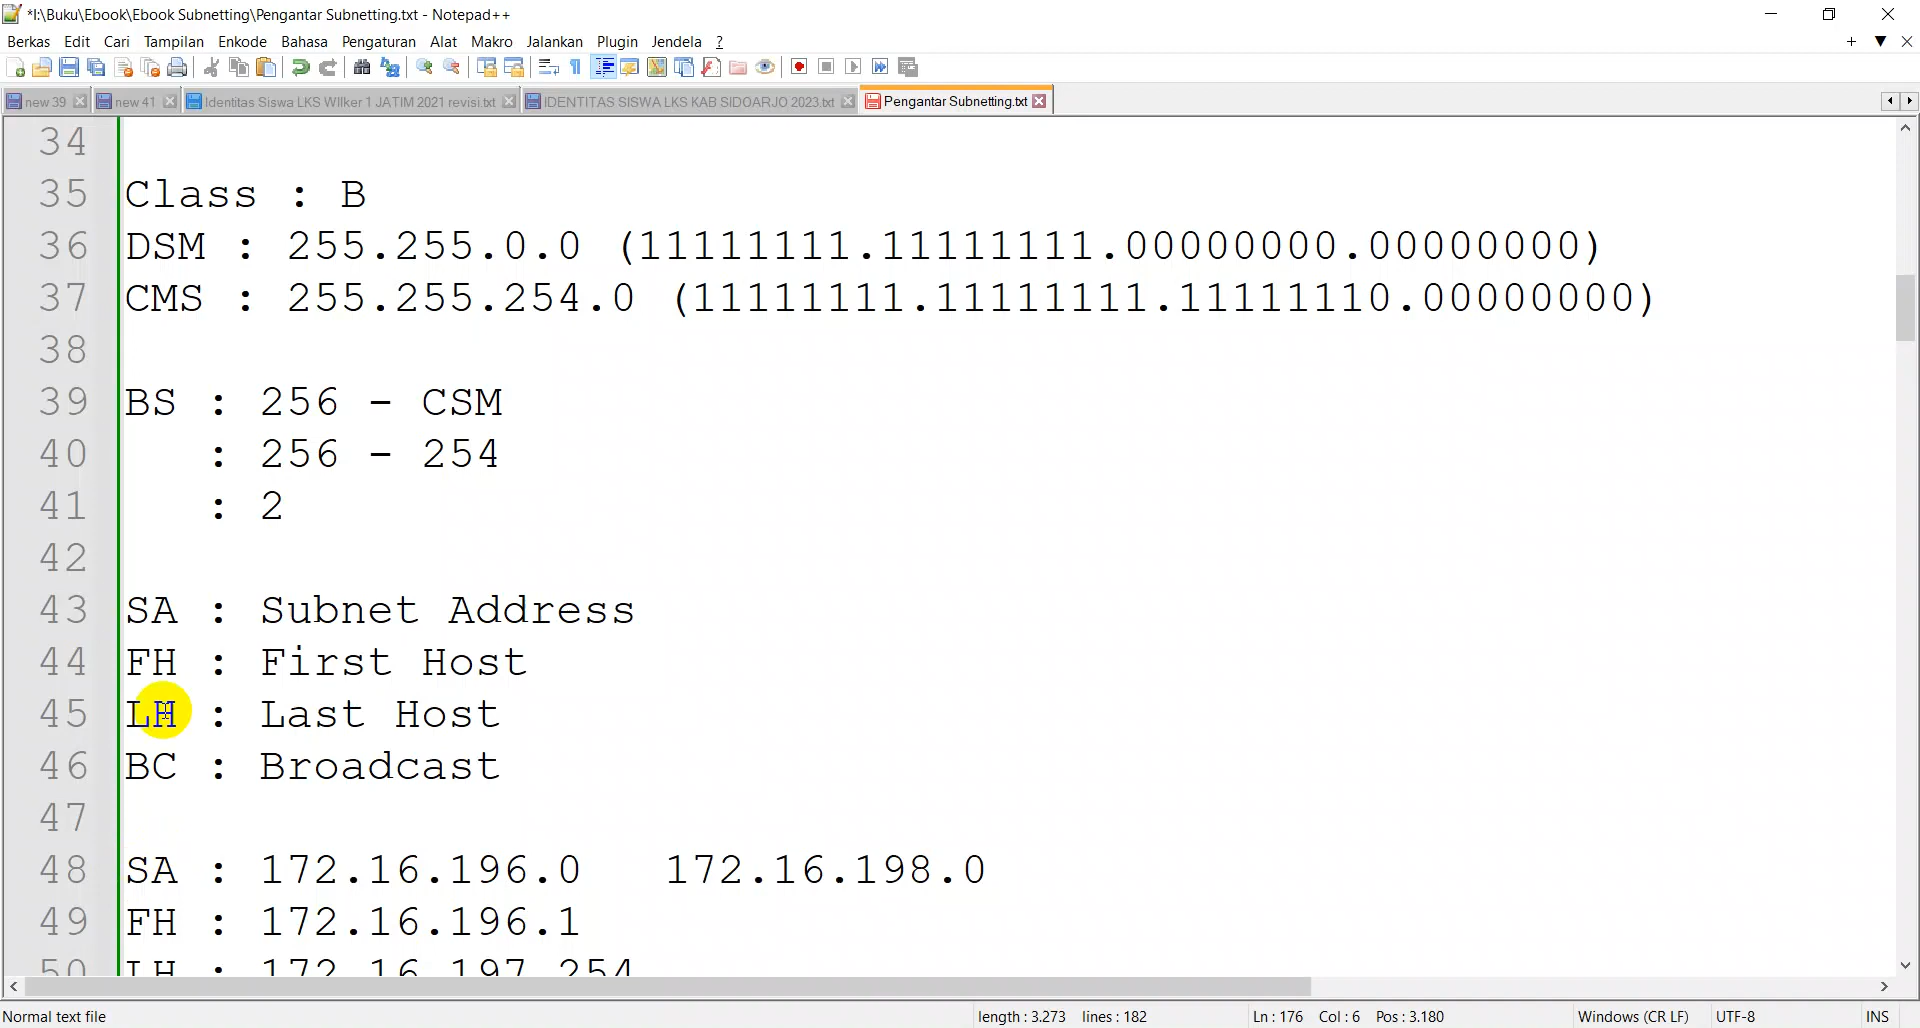 *I:\Buku\Ebook\Ebook Subnetting\Pengantar Subnetting.txt - Notepad++
Berkas Edit Cari Tampilan Enkode Bahasa Pengaturan Alat Makro Jalankan Plugin Jendela ?
new 39 new 41 Identitas Siswa LKS WIlker 1 JATIM 2021 revisi.txt IDENTITAS SISWA LKS KAB SIDOARJO 2023.txt Pengantar Subnetting.txt
34
35 Class : B
36 DSM : 255.255.0.0 (11111111.11111111.00000000.00000000)
37 CMS : 255.255.254.0 (11111111.11111111.11111110.00000000)
38
39 BS : 256 - CSM
40 : 256 - 254
41 : 2
42
43 SA : Subnet Address
44 FH : First Host
45 LH : Last Host
46 BC : Broadcast
47
48 SA : 172.16.196.0 172.16.198.0
49 FH : 172.16.196.1
50 LH : 172.16.197.254
Normal text file length : 3.273 lines : 182 Ln : 176 Col : 6 Pos : 3.180 Windows (CR LF) UTF-8 INS